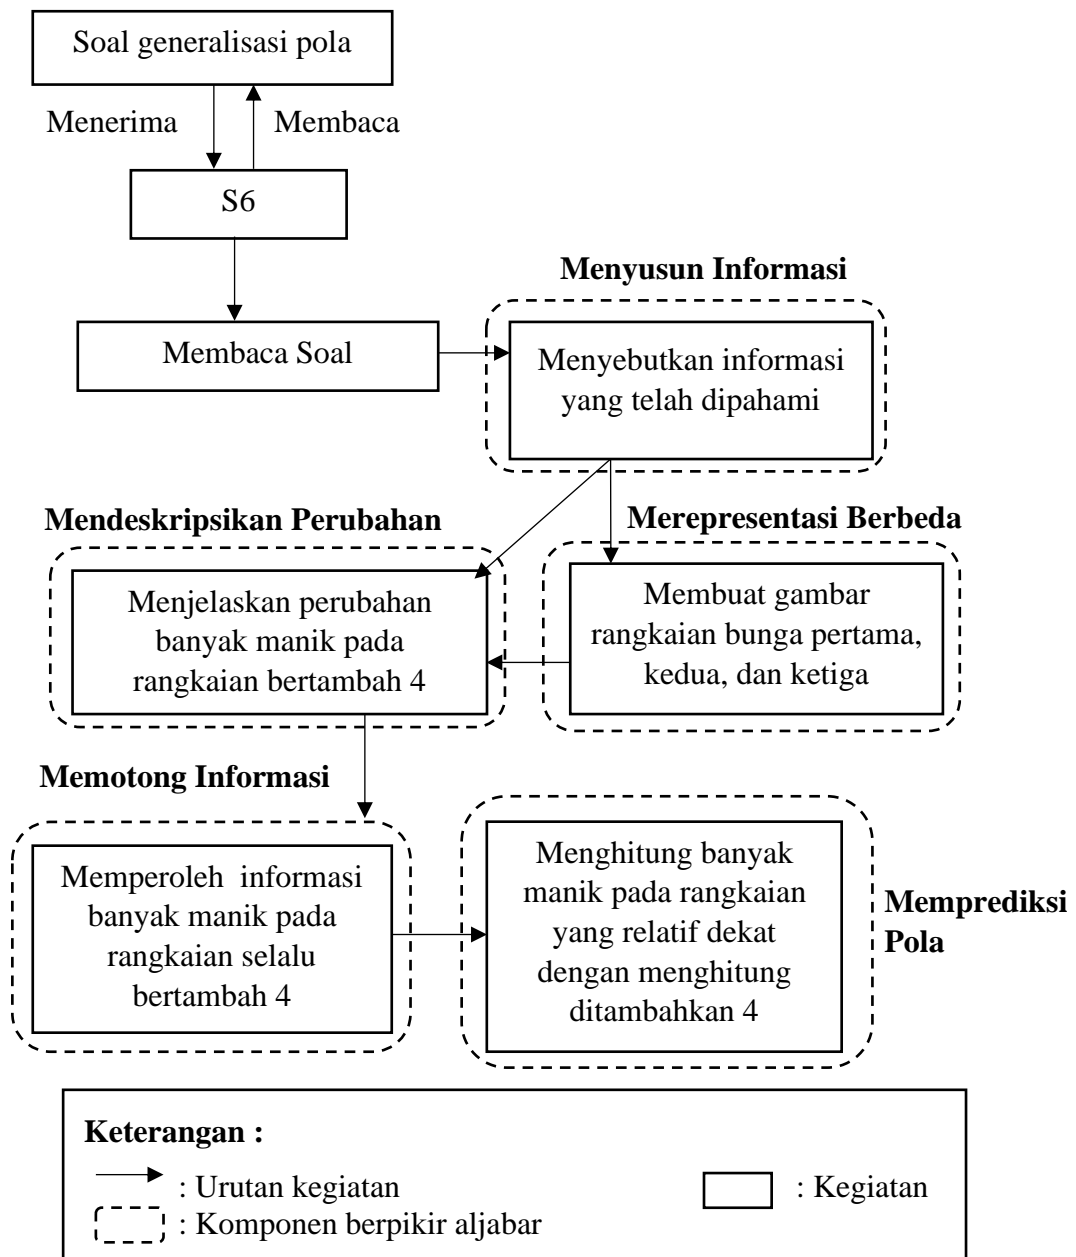 Soal generalisasi pola
Menerima
Membaca
S6
Menyusun Informasi
Membaca Soal
Menyebutkan informasi
yang telah dipahami
Mendeskripsikan Perubahan
Merepresentasi Berbeda
Menjelaskan perubahan
banyak manik pada
rangkaian bertambah 4
Membuat gambar
rangkaian bunga pertama,
kedua, dan ketiga
Memotong Informasi
Memperoleh informasi
banyak manik pada
rangkaian selalu
bertambah 4
Menghitung banyak
manik pada rangkaian
yang relatif dekat
dengan menghitung
ditambahkan 4
Memprediksi
Pola
Keterangan :
: Urutan kegiatan
: Kegiatan
: Komponen berpikir aljabar